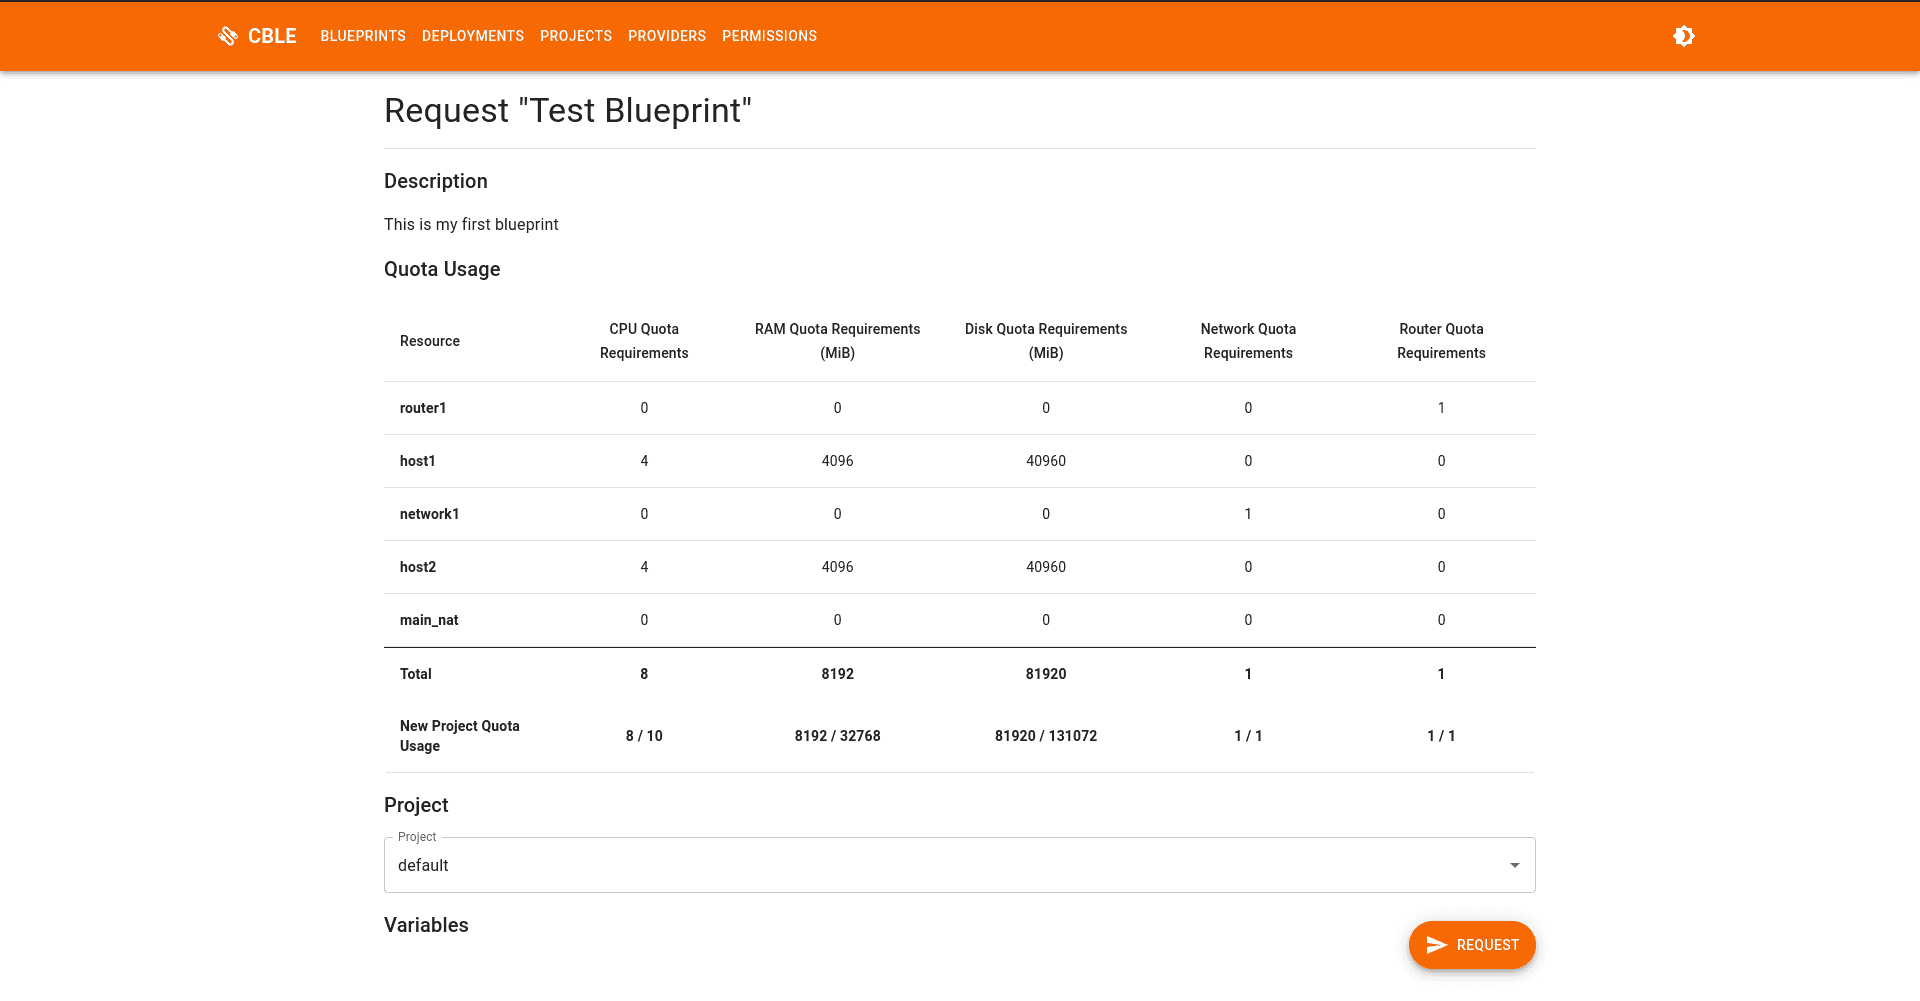 CBLE BLUEPRINTS DEPLOYMENTS PROJECTS PROVIDERS PERMISSIONS
Request "Test Blueprint"
Description
This is my first blueprint
Quota Usage
Resource CPU Quota Requirements RAM Quota Requirements (MiB) Disk Quota Requirements (MiB) Network Quota Requirements Router Quota Requirements
router1 0 0 0 0 1
host1 4 4096 40960 0 0
network1 0 0 0 1 0
host2 4 4096 40960 0 0
main_nat 0 0 0 0 0
Total 8 8192 81920 1 1
New Project Quota Usage 8 / 10 8192 / 32768 81920 / 131072 1 / 1 1 / 1
Project
Project
default
Variables
REQUEST